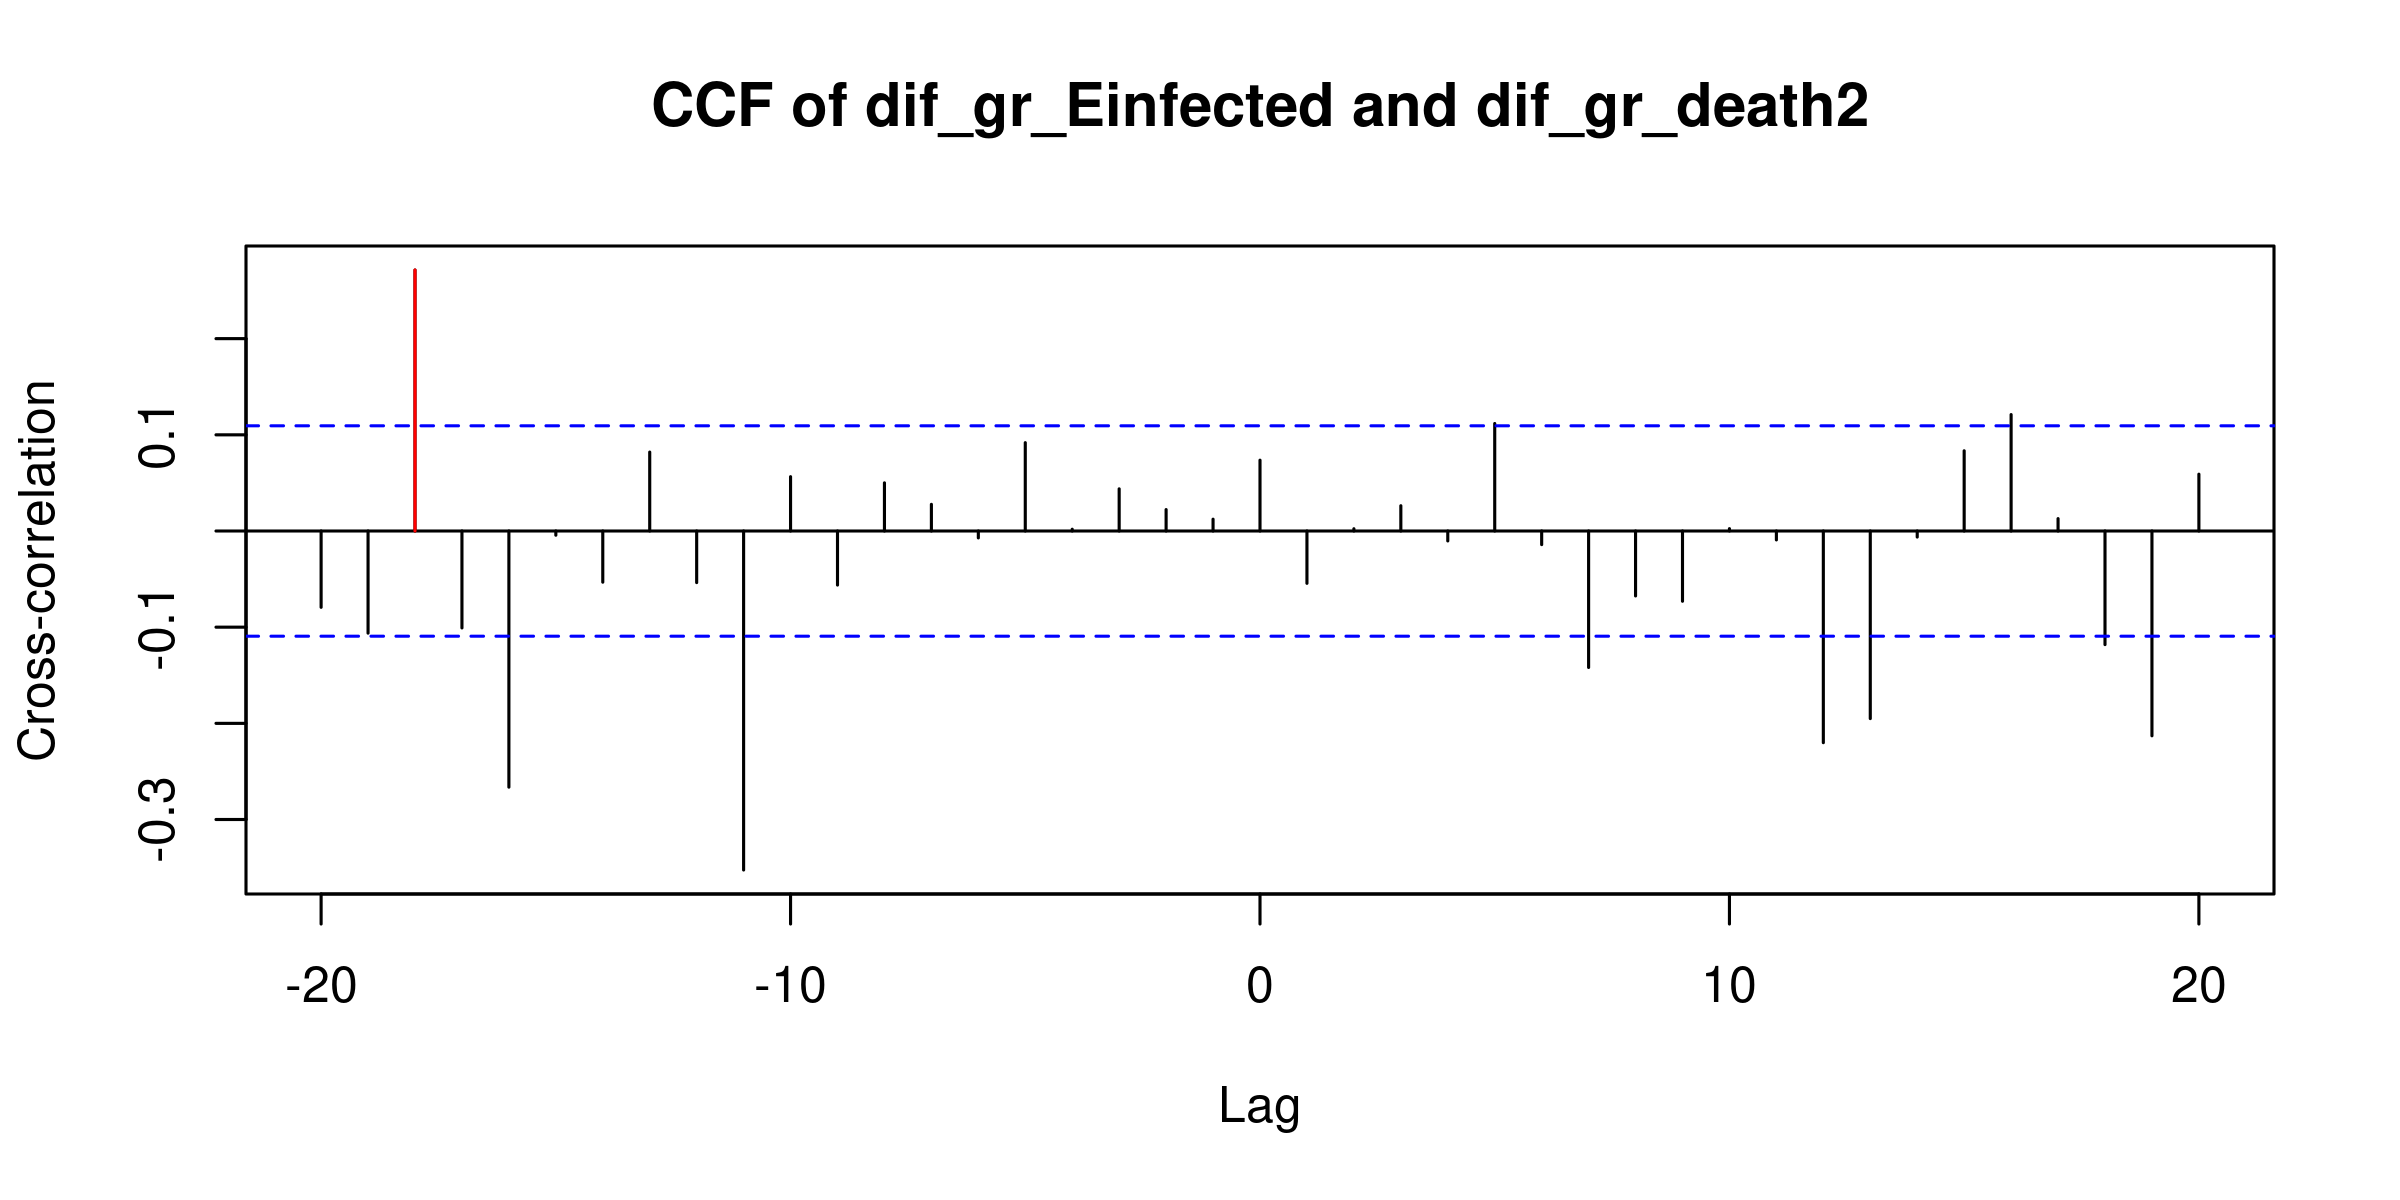 CCF of dif_gr_Einfected and dif_gr_death2
Cross-correlation
0.1
-0.1
-0.3
-20 -10 0 10 20
Lag